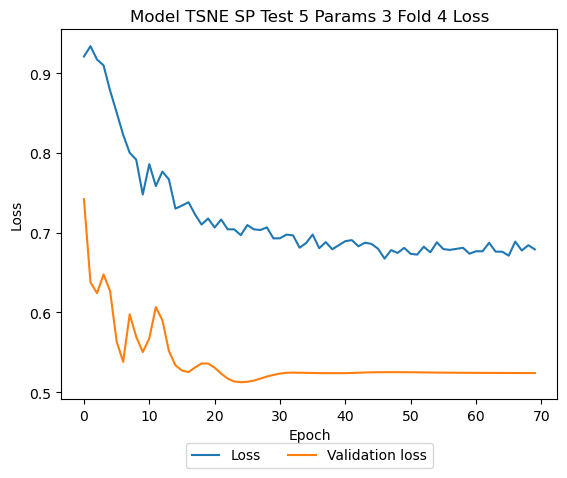 Model TSNE SP Test 5 Params 3 Fold 4 Loss
Loss
0.9
0.8
0.7
0.6
0.5
0 10 20 30 40 50 60 70
Epoch
Loss Validation loss